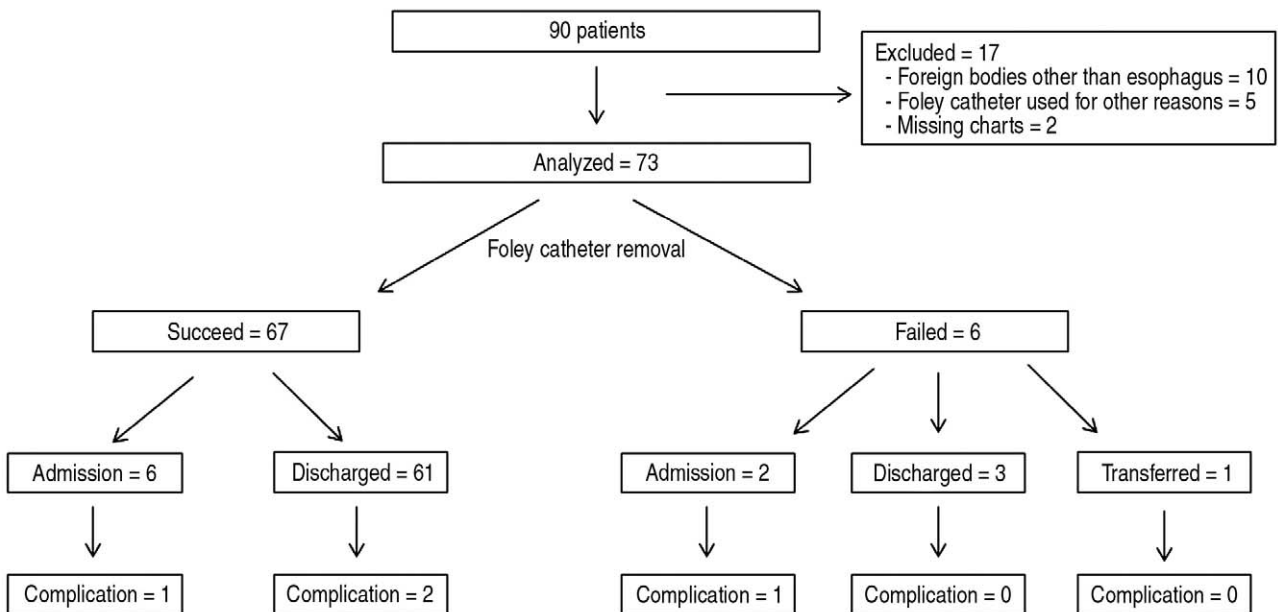 90 patients
Excluded = 17
- Foreign bodies other than esophagus = 10
- Foley catheter used for other reasons = 5
- Missing charts = 2
Analyzed = 73
Foley catheter removal
Succeed = 67
Failed = 6
Admission = 6
Discharged = 61
Admission = 2
Discharged = 3
Transferred = 1
Complication = 1
Complication = 2
Complication = 1
Complication = 0
Complication = 0